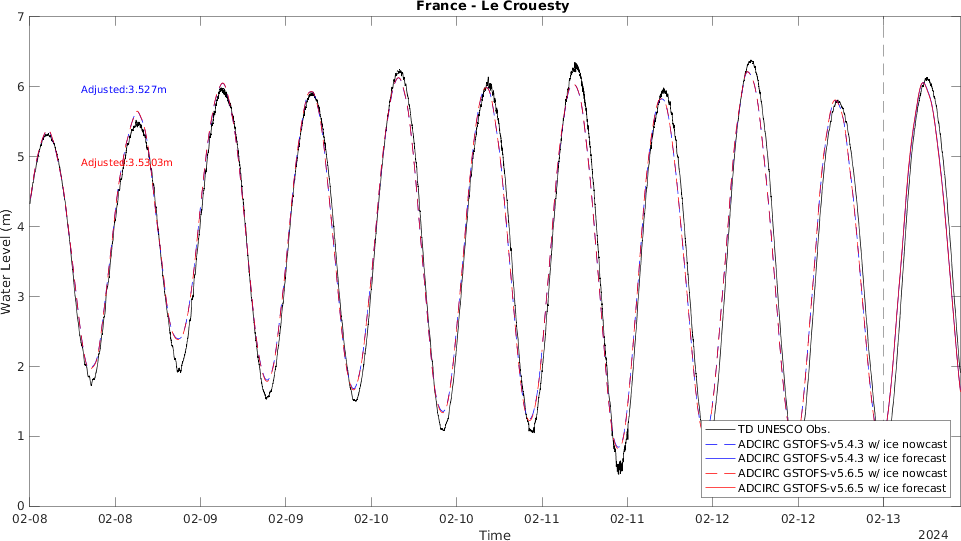 France - Le Crouesty
7
6
5
4
3
2
1
0
Water Level (m)
Adjusted:3.527m
Adjusted:3.5303m
TD UNESCO Obs.
ADCIRC GSTOFS-v5.4.3 w/ ice nowcast
ADCIRC GSTOFS-v5.4.3 w/ ice forecast
ADCIRC GSTOFS-v5.6.5 w/ ice nowcast
ADCIRC GSTOFS-v5.6.5 w/ ice forecast
02-08 02-08 02-09 02-09 02-10 02-10 02-11 02-11 02-12 02-12 02-13
Time
2024